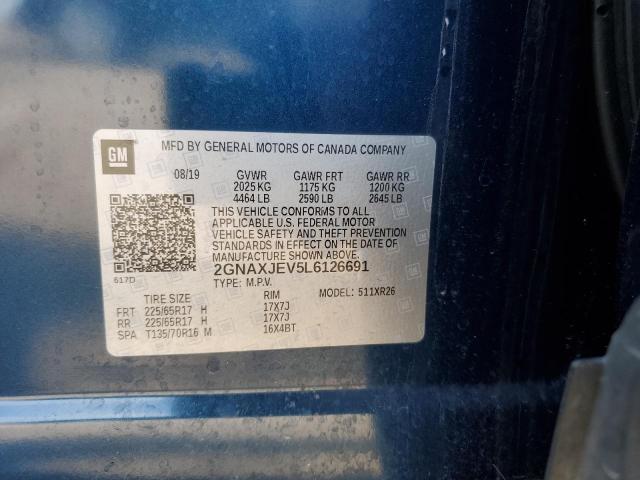 GM
MFD BY GENERAL MOTORS OF CANADA COMPANY
08/19 GVWR GAWR FRT GAWR RR
2025 KG 1175 KG 1200 KG
4464 LB 2590 LB 2645 LB
THIS VEHICLE CONFORMS TO ALL
APPLICABLE U.S. FEDERAL MOTOR
VEHICLE SAFETY AND THEFT PREVENTION
STANDARDS IN EFFECT ON THE DATE OF
MANUFACTURE SHOWN ABOVE.
617D
2GNAXJEV5L6126691
TYPE: M.P.V. MODEL: 511XR26
TIRE SIZE RIM
FRT 225/65R17 H 17X7J
RR 225/65R17 H 17X7J
SPA T135/70R16 M 16X4BT